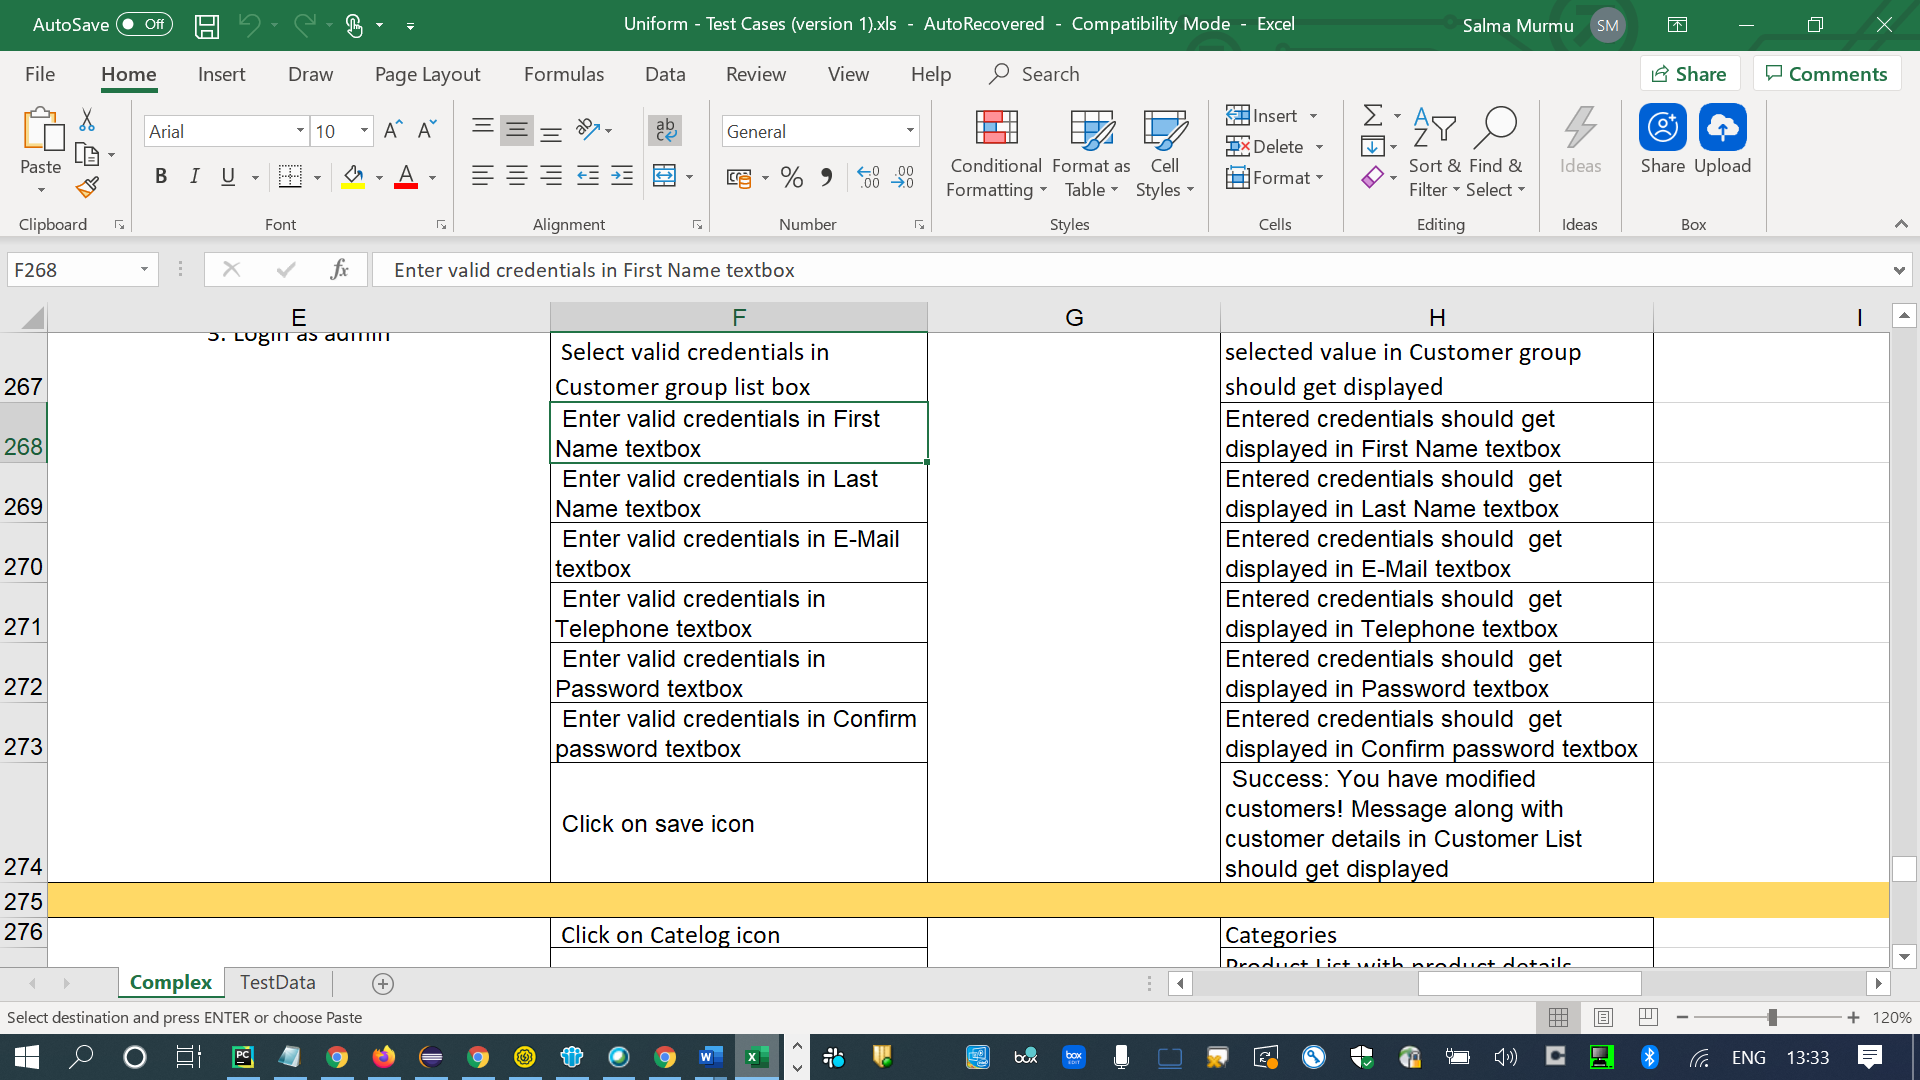 AutoSave Off Uniform - Test Cases (version 1).xls - AutoRecovered - Compatibility Mode - Excel Salma Murmu SM
File Home Insert Draw Page Layout Formulas Data Review View Help Search Share Comments
Paste
Clipboard
Arial 10
B I U A
Font
ab
Alignment
General
% 9 .00
Number
Conditional Formatting
Format as Table
Cell Styles
Styles
Insert
Delete
Format
Cells
Sort & Filter
Find & Select
Editing
Ideas
Ideas
Share Upload
Box
F268 fx Enter valid credentials in First Name textbox
E F G H I
3. Login as admin
267 Select valid credentials in
Customer group list box
selected value in Customer group
should get displayed
268 Enter valid credentials in First
Name textbox
Entered credentials should get
displayed in First Name textbox
269 Enter valid credentials in Last
Name textbox
Entered credentials should get
displayed in Last Name textbox
270 Enter valid credentials in E-Mail
textbox
Entered credentials should get
displayed in E-Mail textbox
271 Enter valid credentials in
Telephone textbox
Entered credentials should get
displayed in Telephone textbox
272 Enter valid credentials in
Password textbox
Entered credentials should get
displayed in Password textbox
273 Enter valid credentials in Confirm
password textbox
Entered credentials should get
displayed in Confirm password textbox
274 Click on save icon
Success: You have modified
customers! Message along with
customer details in Customer List
should get displayed
275
276 Click on Catelog icon Categories
Product List with product details
Complex TestData
Select destination and press ENTER or choose Paste 120%
ENG 13:33